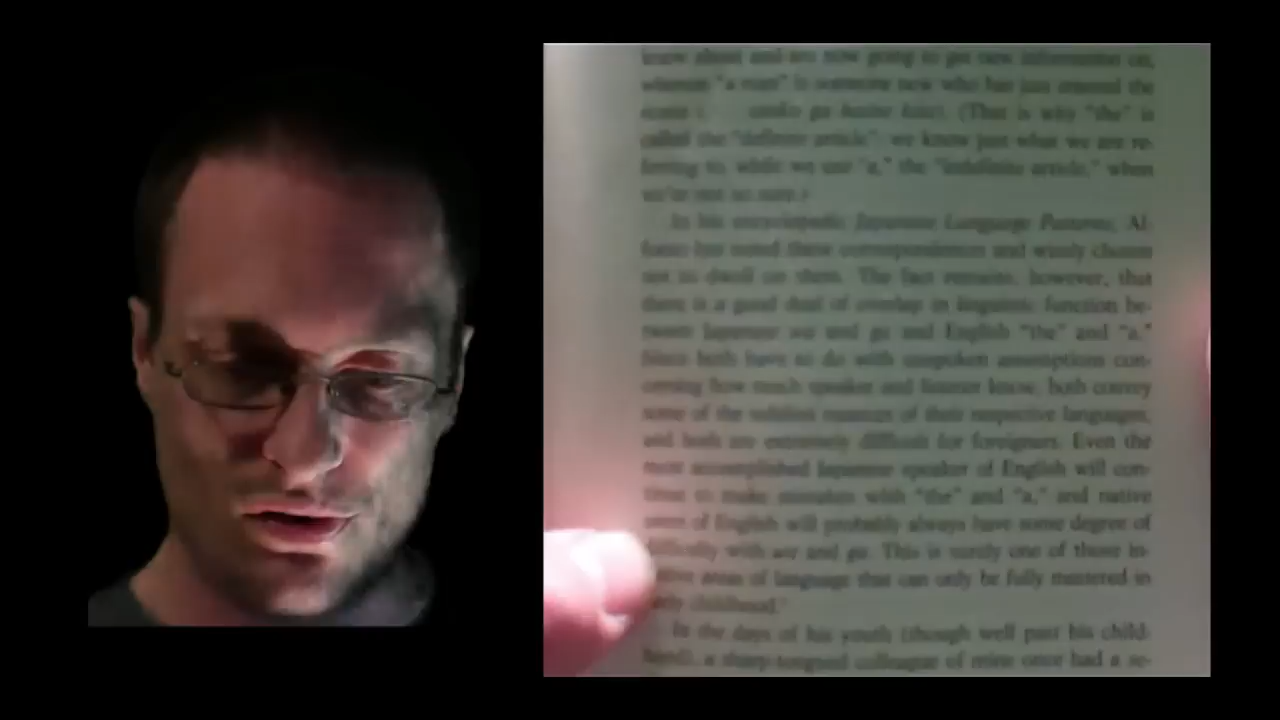 know about and are now going to get new information on,
whereas "a man" is someone new who has just entered the
scene otoko ga haitte kita). (That is why "the" is
called the "definite article": we know just what we are re-
ferring to, while we use "a," the "indefinite article," when
we're not so sure.)
In his encyclopedic Japanese Language Patterns, Al-
fonso has noted these correspondences and wisely chosen
not to dwell on them. The fact remains, however, that
there is a good deal of overlap in linguistic function be-
tween Japanese wa and ga and English "the" and "a."
Since both have to do with unspoken assumptions con-
cerning how much speaker and listener know, both convey
some of the subtlest nuances of their respective languages,
and both are extremely difficult for foreigners. Even the
most accomplished Japanese speaker of English will con-
tinue to make mistakes with "the" and "a," and native
users of English will probably always have some degree of
difficulty with wa and ga. This is surely one of those in-
areas of language that can only be fully mastered in
early childhood.
In the days of his youth (though well past his child-
hood), a sharp-tongued colleague of mine once had a se-